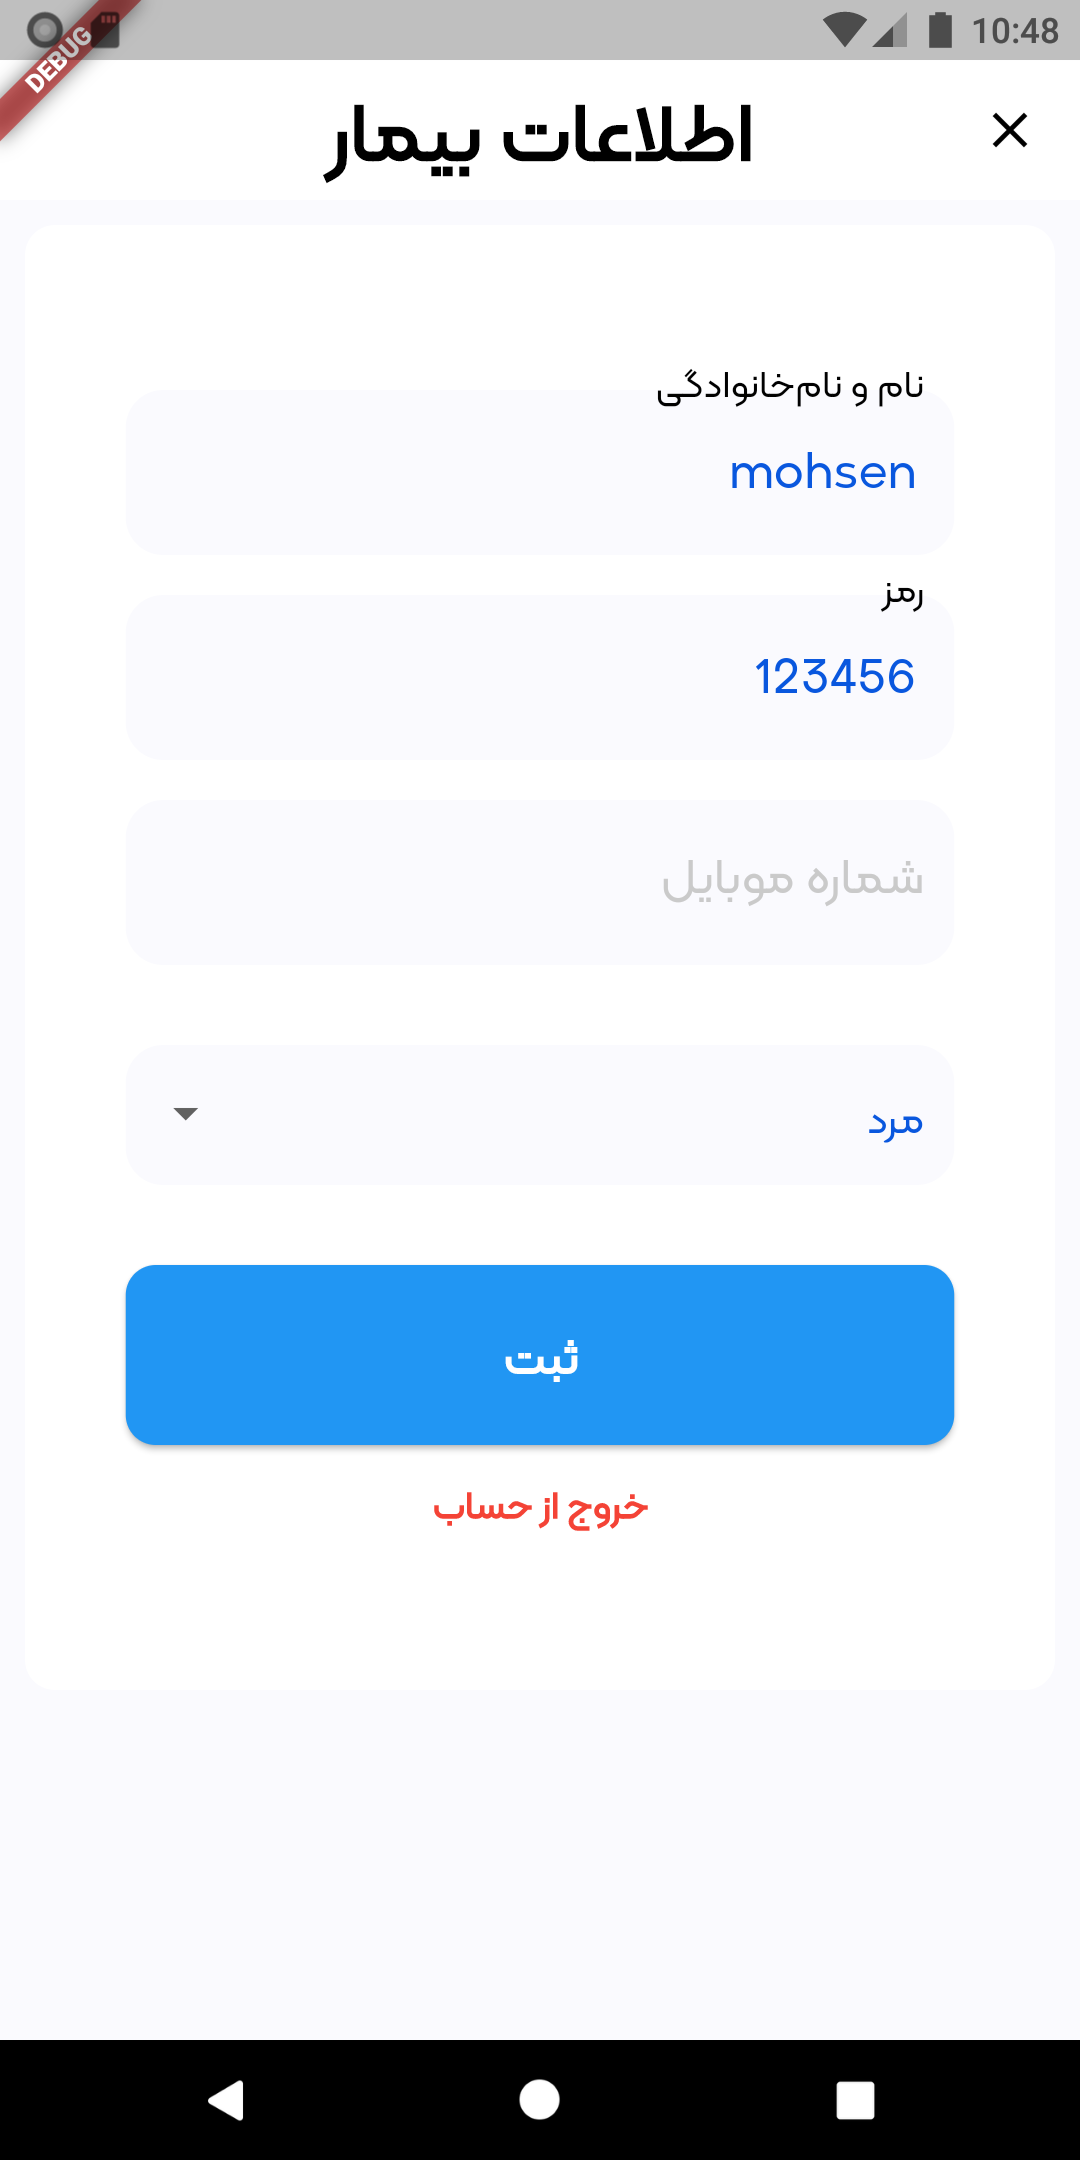 10:48
DEBUG
اطلاعات بیمار
نام و نام‌خانوادگی
mohsen
رمز
123456
شماره موبایل
مرد
ثبت
خروج از حساب